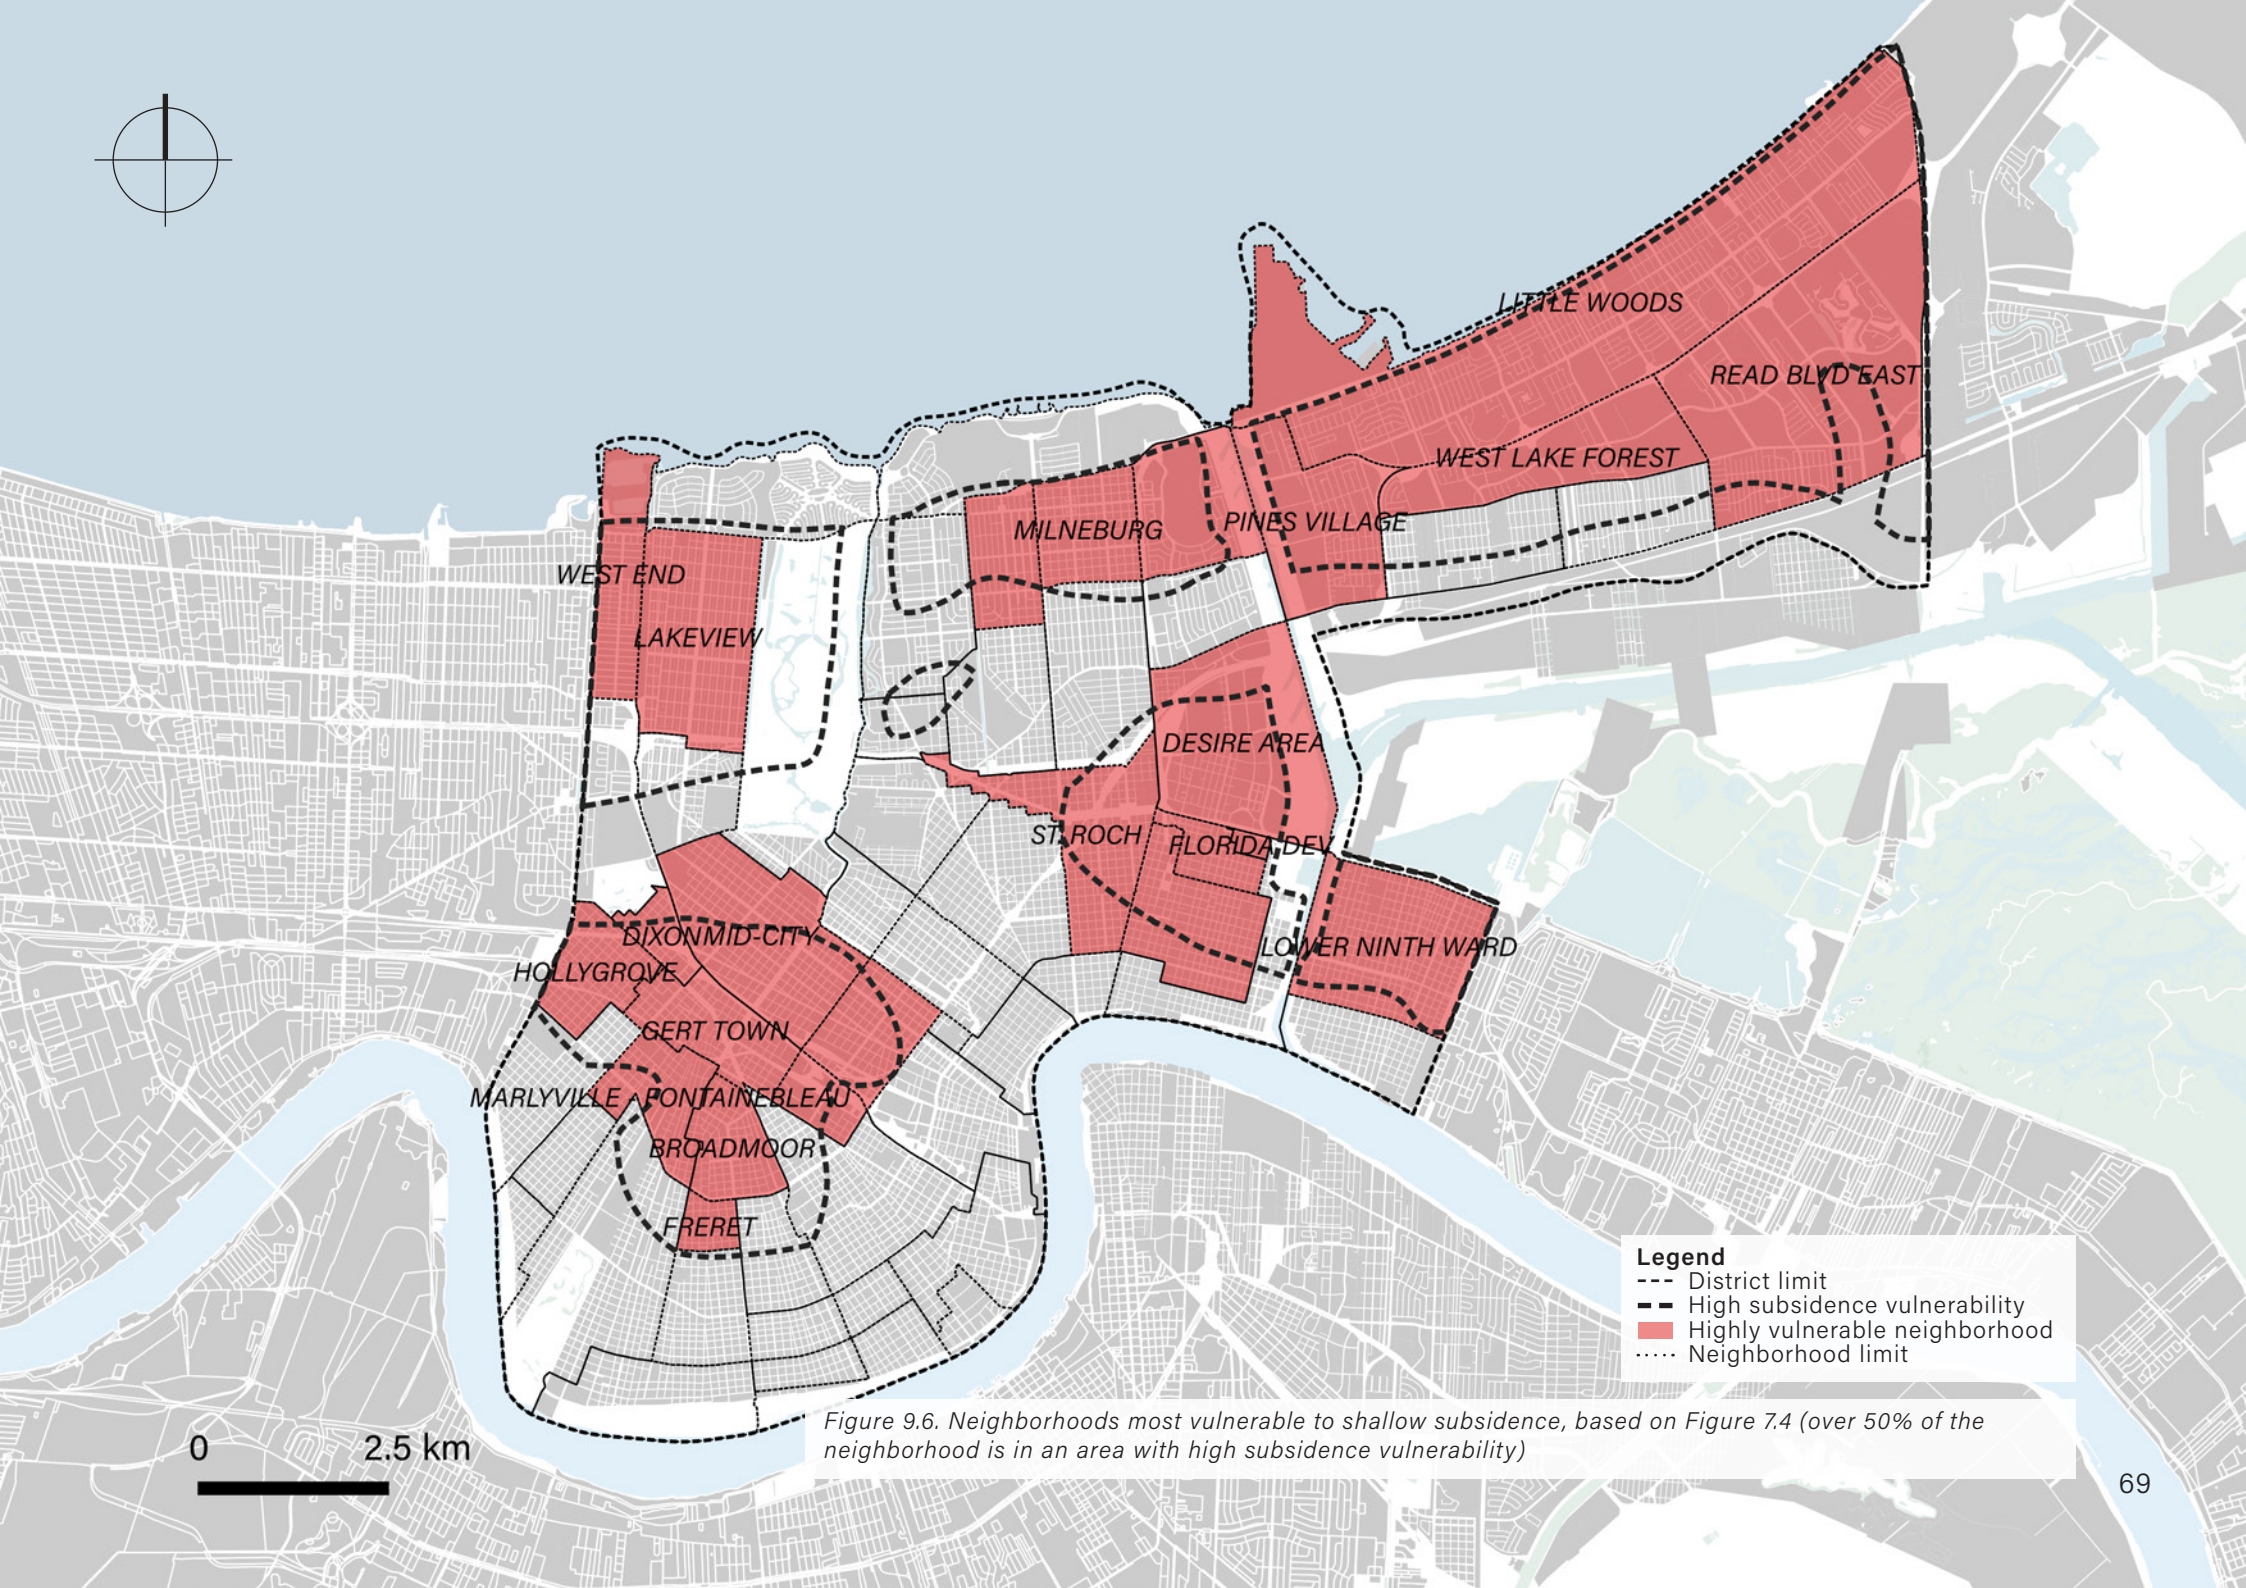 LITTLE WOODS
READ BLVD EAST
WEST LAKE FOREST
PINES VILLAGE
MILNEBURG
WEST END
LAKEVIEW
DESIRE AREA
ST. ROCH
FLORIDA DEV
DIXON
MID-CITY
LOWER NINTH WARD
HOLLYGROVE
GERT TOWN
MARLYVILLE - FONTAINEBLEAU
BROADMOOR
FRERET
Legend
District limit
High subsidence vulnerability
Highly vulnerable neighborhood
Neighborhood limit
Figure 9.6. Neighborhoods most vulnerable to shallow subsidence, based on Figure 7.4 (over 50% of the
neighborhood is in an area with high subsidence vulnerability)
0 2.5 km
69